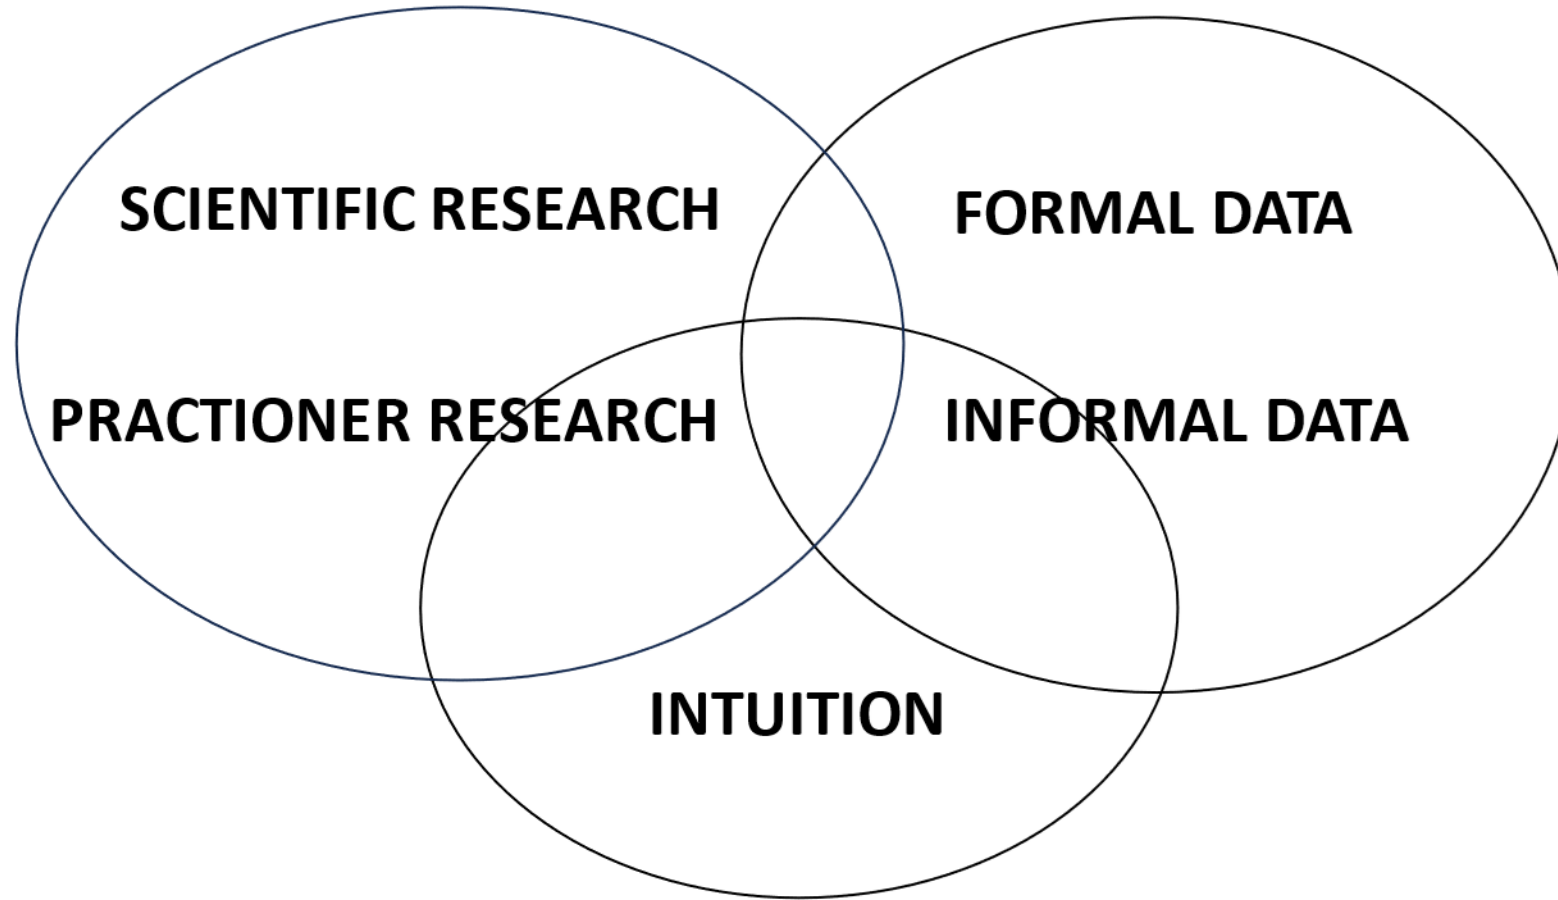 SCIENTIFIC RESEARCH
FORMAL DATA
PRACTIONER RESEARCH
INFORMAL DATA
INTUITION